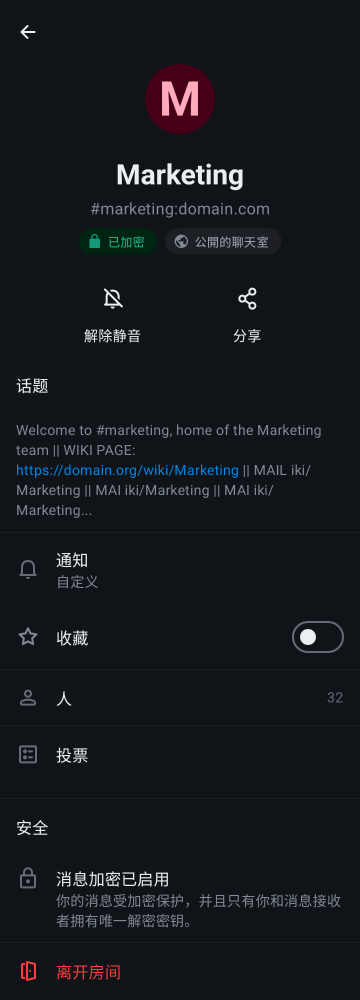 M
Marketing
#marketing:domain.com
已加密
公開的聊天室
解除静音
分享
话题
Welcome to #marketing, home of the Marketing
team || WIKI PAGE:
https://domain.org/wiki/Marketing || MAIL iki/
Marketing || MAI iki/Marketing || MAI iki/
Marketing...
通知
自定义
收藏
人
32
投票
安全
消息加密已启用
你的消息受加密保护，并且只有你和消息接收
者拥有唯一解密密钥。
离开房间